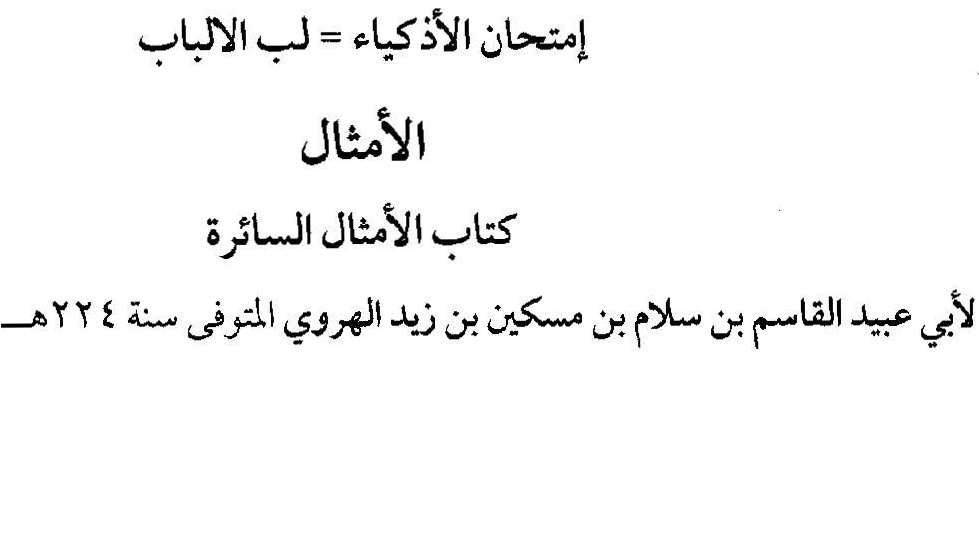 إمتحان الأذكياء = لب الالباب
الأمثال
كتاب الأمثال السائرة
لأبي عبيد القاسم بن سلام بن مسكين بن زيد الهروي المتوفى سنة ٢٢٤هـــ